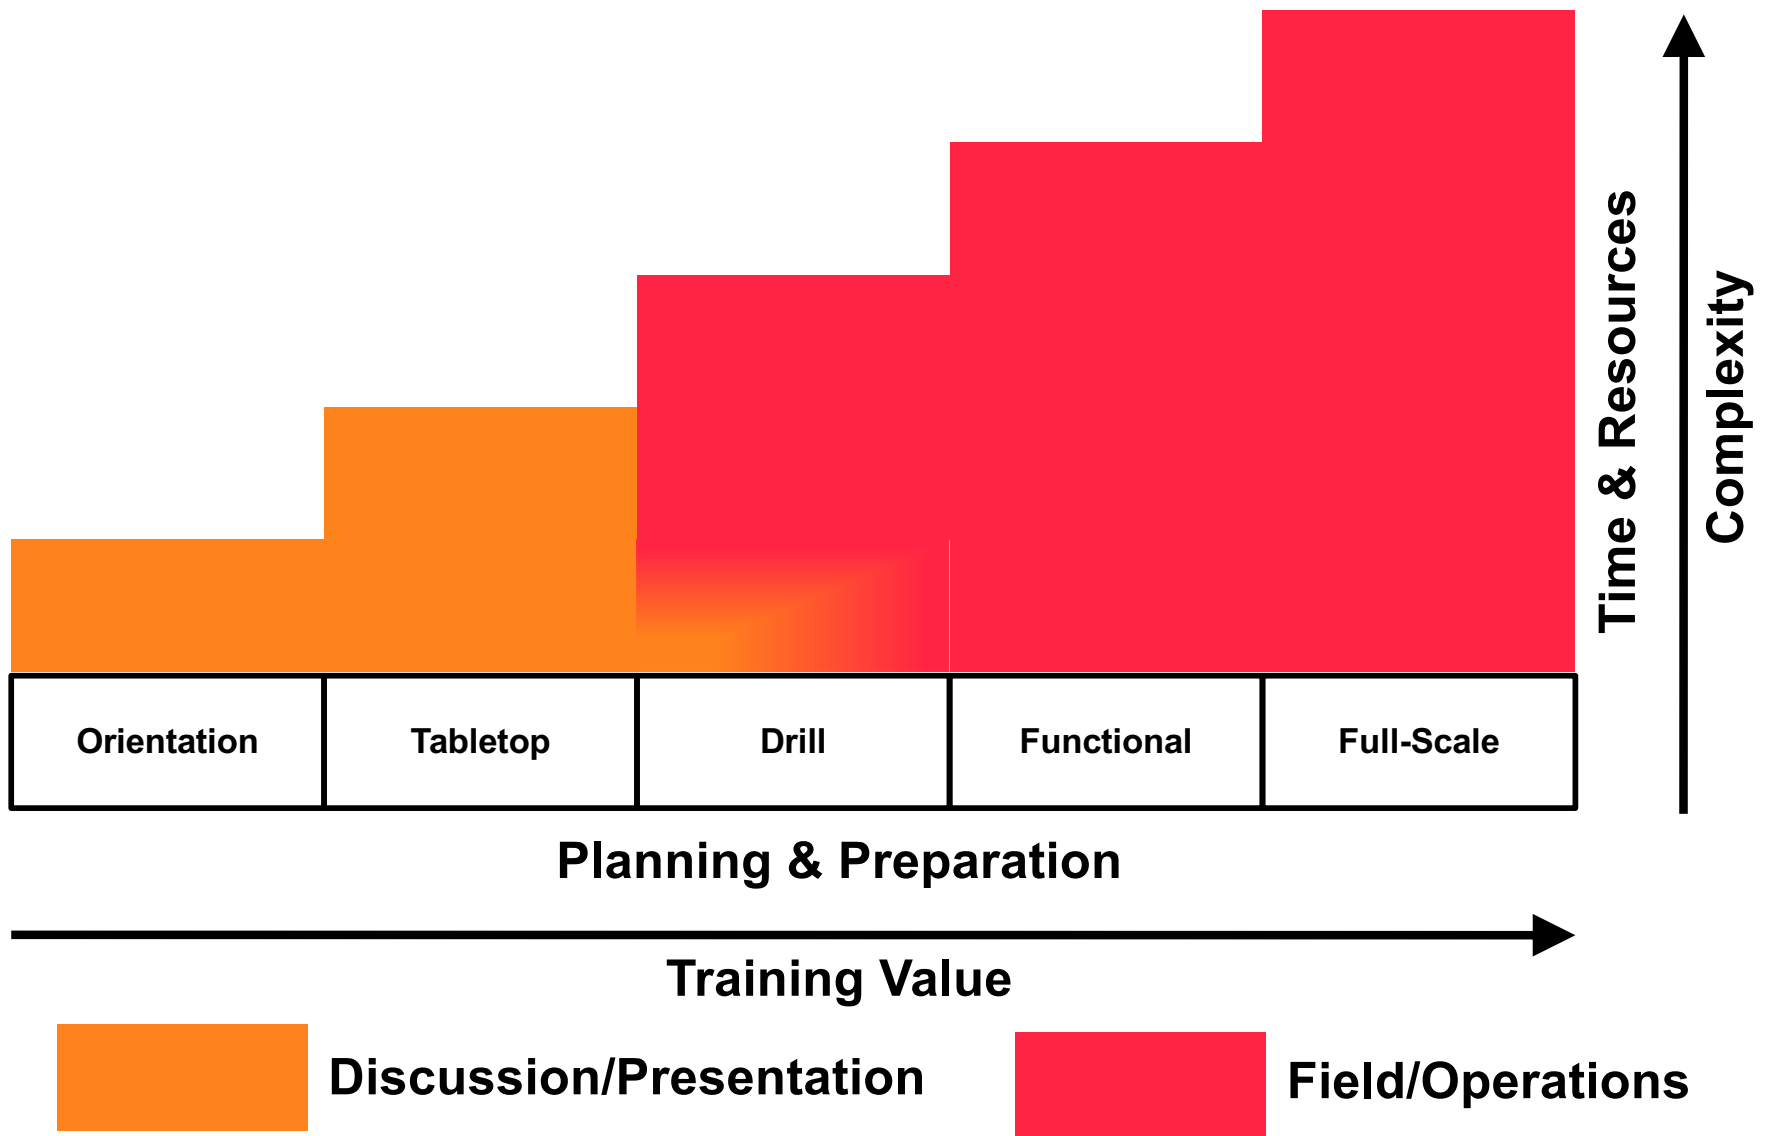 Time & Resources
Complexity
Orientation
Tabletop
Drill
Functional
Full-Scale
Planning & Preparation
Training Value
Discussion/Presentation
Field/Operations